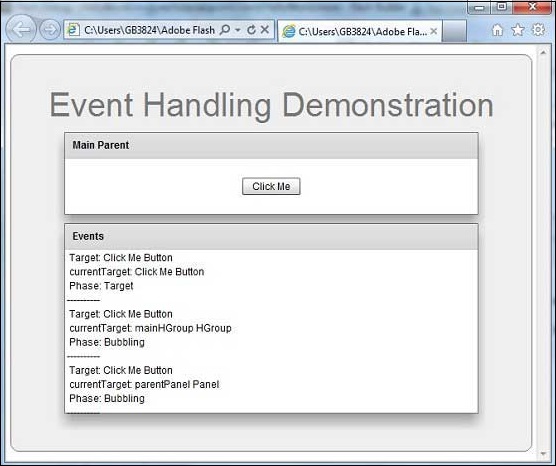 C:\Users\GB3824\Adobe Flash
C:\Users\GB3824\Adobe Fla...
Event Handling Demonstration
Main Parent
Click Me
Events
Target: Click Me Button
currentTarget: Click Me Button
Phase: Target
----------
Target: Click Me Button
currentTarget: mainHGroup HGroup
Phase: Bubbling
----------
Target: Click Me Button
currentTarget: parentPanel Panel
Phase: Bubbling
----------